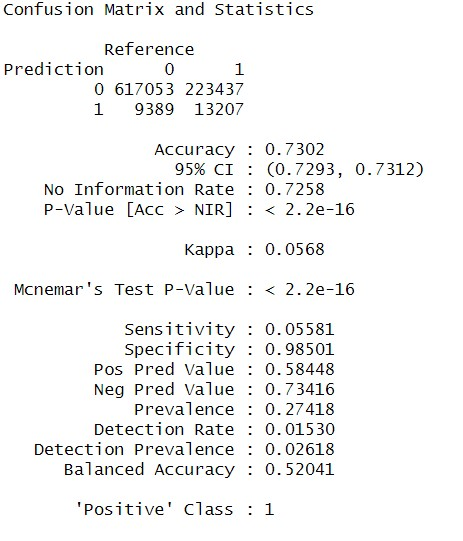 Confusion Matrix and Statistics
Reference
Prediction 0 1
0 617053 223437
1 9389 13207
Accuracy : 0.7302
95% CI : (0.7293, 0.7312)
No Information Rate : 0.7258
P-Value [Acc > NIR] : < 2.2e-16
Kappa : 0.0568
Mcnemar's Test P-Value : < 2.2e-16
Sensitivity : 0.05581
Specificity : 0.98501
Pos Pred Value : 0.58448
Neg Pred Value : 0.73416
Prevalence : 0.27418
Detection Rate : 0.01530
Detection Prevalence : 0.02618
Balanced Accuracy : 0.52041
'Positive' Class : 1